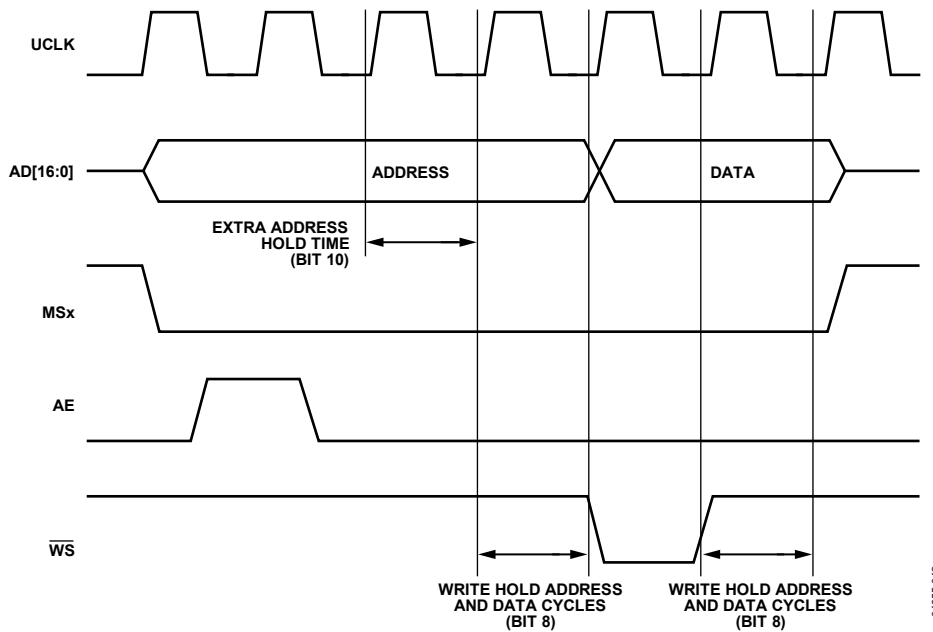 UCLK
AD[16:0]
ADDRESS
DATA
EXTRA ADDRESS
HOLD TIME
(BIT 10)
MSx
AE
WS
WRITE HOLD ADDRESS
AND DATA CYCLES
(BIT 8)
WRITE HOLD ADDRESS
AND DATA CYCLES
(BIT 8)